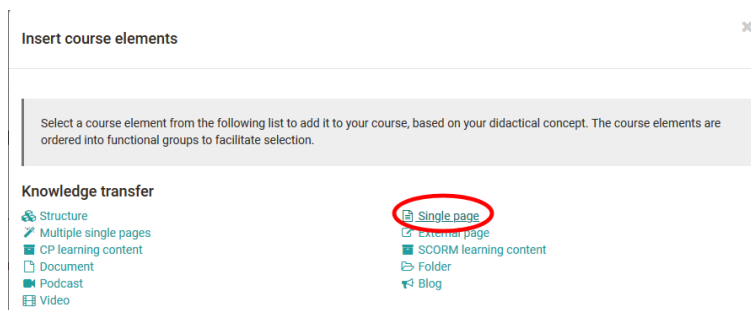 Insert course elements
Select a course element from the following list to add it to your course, based on your didactical concept. The course elements are
ordered into functional groups to facilitate selection.
Knowledge transfer
Structure
Multiple single pages
CP learning content
Document
Podcast
Video
Single page
External page
SCORM learning content
Folder
Blog